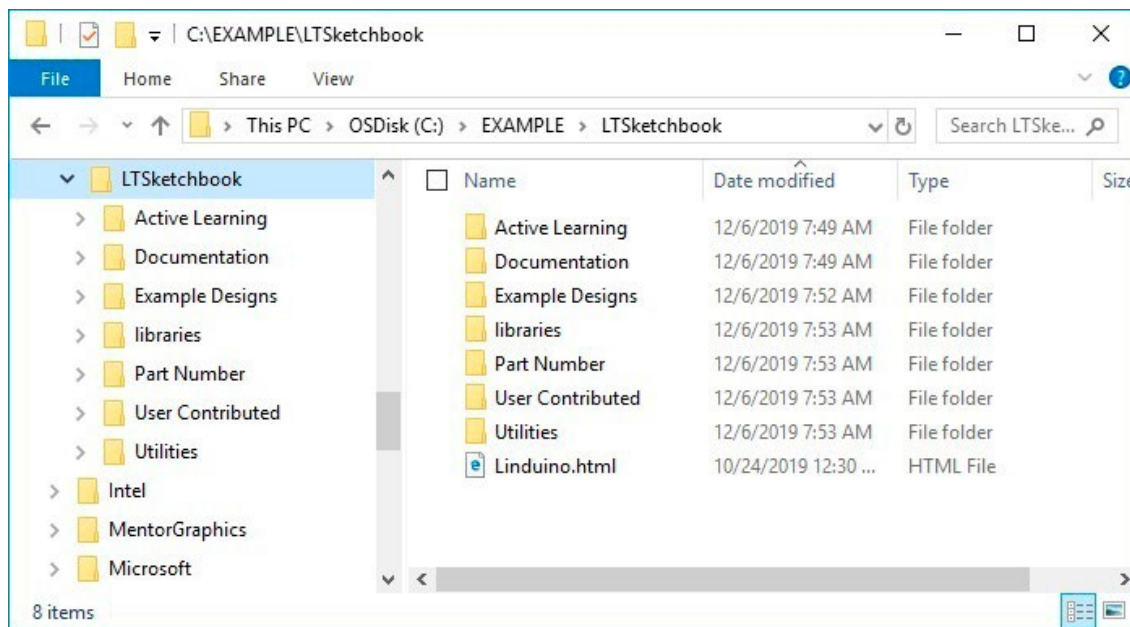 C:\EXAMPLE\LTSketchbook
File Home Share View
This PC > OSDisk (C:) > EXAMPLE > LTSketchbook Search LTSke...
LTSketchbook
Active Learning
Documentation
Example Designs
libraries
Part Number
User Contributed
Utilities
Intel
MentorGraphics
Microsoft
Name Date modified Type Size
Active Learning 12/6/2019 7:49 AM File folder
Documentation 12/6/2019 7:49 AM File folder
Example Designs 12/6/2019 7:52 AM File folder
libraries 12/6/2019 7:53 AM File folder
Part Number 12/6/2019 7:53 AM File folder
User Contributed 12/6/2019 7:53 AM File folder
Utilities 12/6/2019 7:53 AM File folder
Linduino.html 10/24/2019 12:30 ... HTML File
8 items